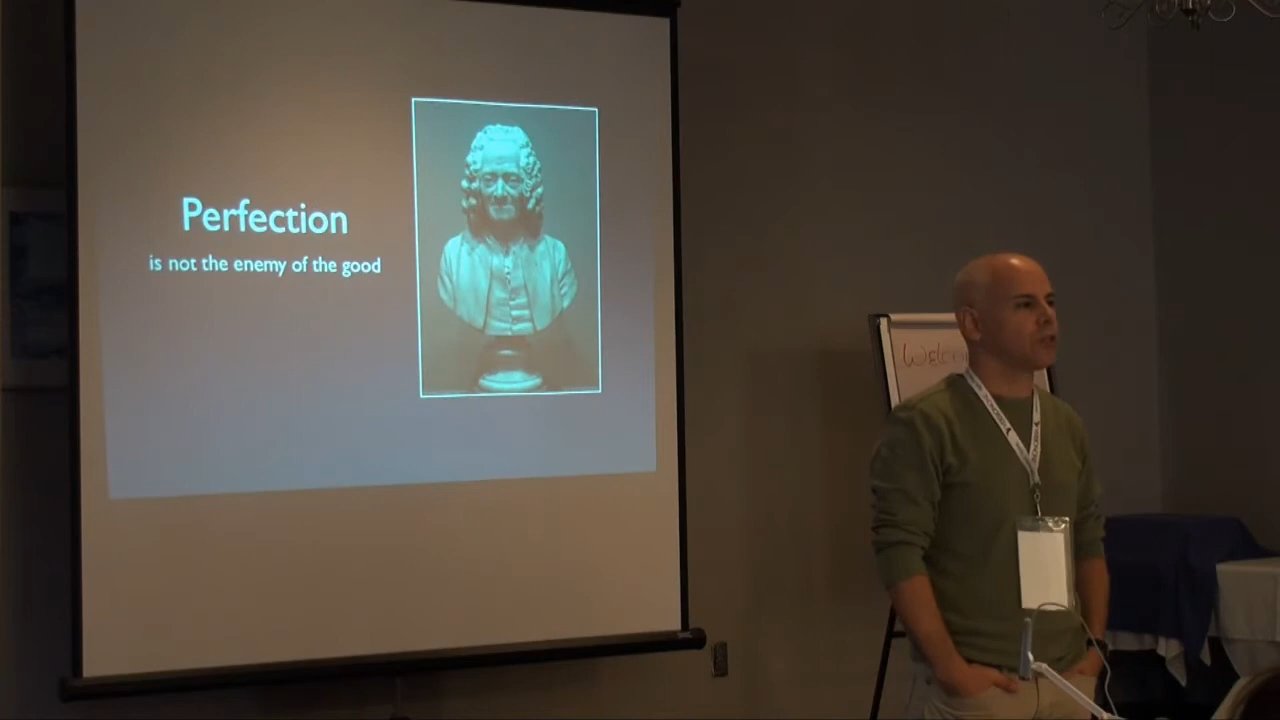 Perfection
is not the enemy of the good